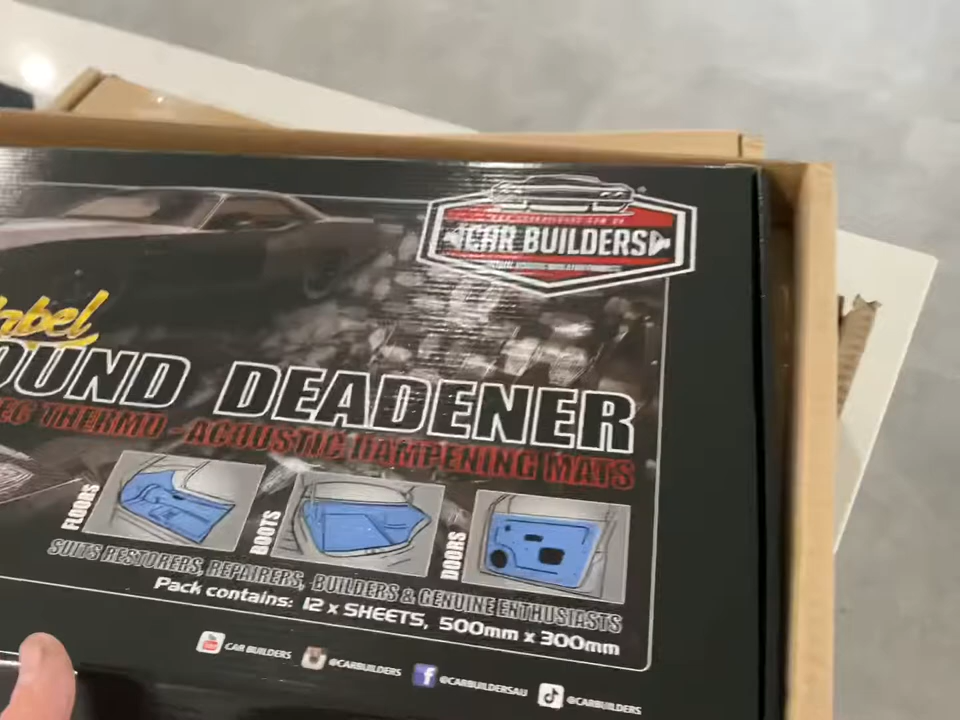 CAR BUILDERS
abel
OUND DEADENER
THERMO-ACOUSTIC DAMPENING MATS
FLOORS
BOOTS
DOORS
SUITS RESTORERS, REPAIRERS, BUILDERS & GENUINE ENTHUSIASTS
Pack contains: 12 x SHEETS, 500mm x 300mm
CAR BUILDERS
@CARBUILDERS
@CARBUILDERSAU
@CARBUILDERS